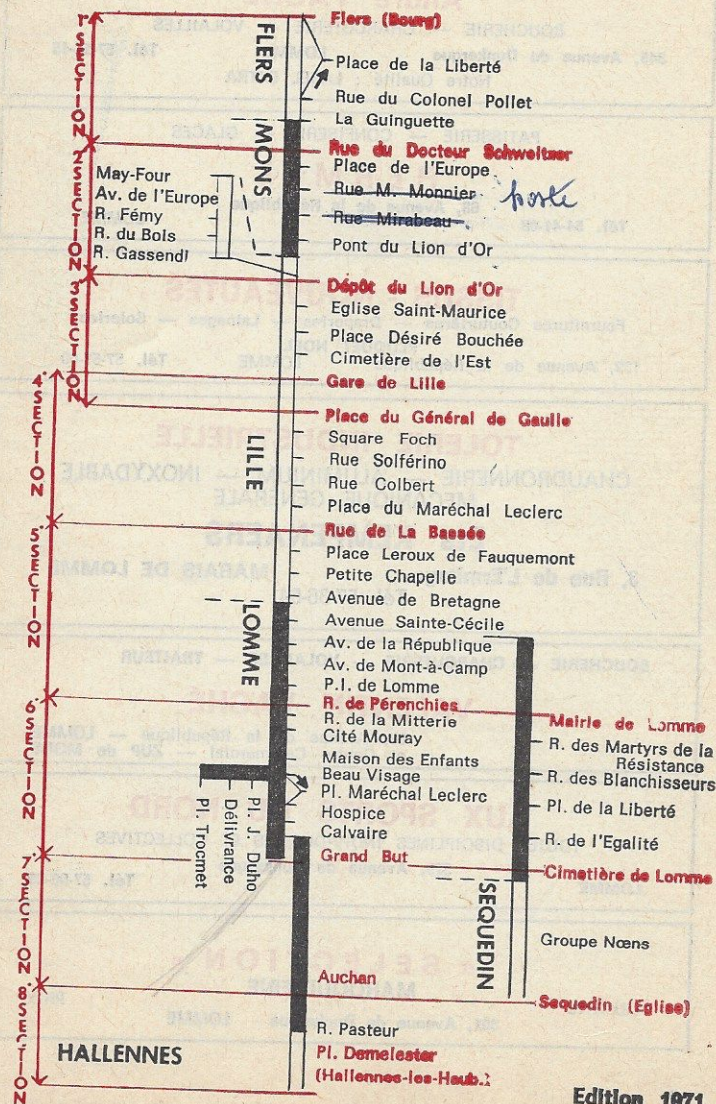 1e SECTION
2e SECTION
3e SECTION
4e SECTION
5e SECTION
6e SECTION
7e SECTION
8e SECTION
FLERS
MONS
LILLE
LOMME
SEQUEDIN
HALLENNES
Flers (Bourg)
Place de la Liberté
Rue du Colonel Pollet
La Guinguette
Rue du Docteur Schweitzer
Place de l'Europe
Rue M. Monnier
poste
Rue Mirabeau
Pont du Lion d'Or
May-Four
Av. de l'Europe
R. Fémy
R. du Bois
R. Gassendi
Dépôt du Lion d'Or
Eglise Saint-Maurice
Place Désiré Bouchée
Cimetière de l'Est
Gare de Lille
Place du Général de Gaulle
Square Foch
Rue Solférino
Rue Colbert
Place du Maréchal Leclerc
Rue de La Bassée
Place Leroux de Fauquemont
Petite Chapelle
Avenue de Bretagne
Avenue Sainte-Cécile
Av. de la République
Av. de Mont-à-Camp
P.I. de Lomme
R. de Pérenchies
R. de la Mitterie
Cité Mouray
Maison des Enfants
Beau Visage
Pl. Maréchal Leclerc
Hospice
Calvaire
Grand But
Pl. J. Duho
Délivrance
Pl. Trocmet
Mairie de Lomme
R. des Martyrs de la
Résistance
R. des Blanchisseurs
Pl. de la Liberté
R. de l'Egalité
Cimetière de Lomme
Groupe Nœns
Sequedin (Eglise)
Auchan
R. Pasteur
Pl. Demelester
(Hallennes-les-Haub.)
Edition 1971